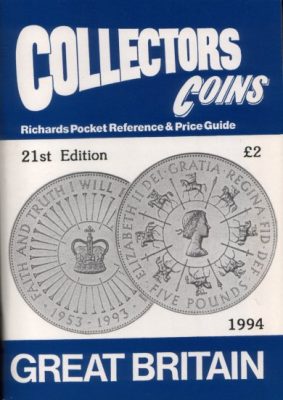 COLLECTORS
COINS
Richards Pocket Reference & Price Guide
21st Edition
£2
FAITH AND TRUTH I WILL
1953-1993
ELIZABETH II DEI·GRATIA·REGINA FID·DEF·
FIVE POUNDS
1994
GREAT BRITAIN